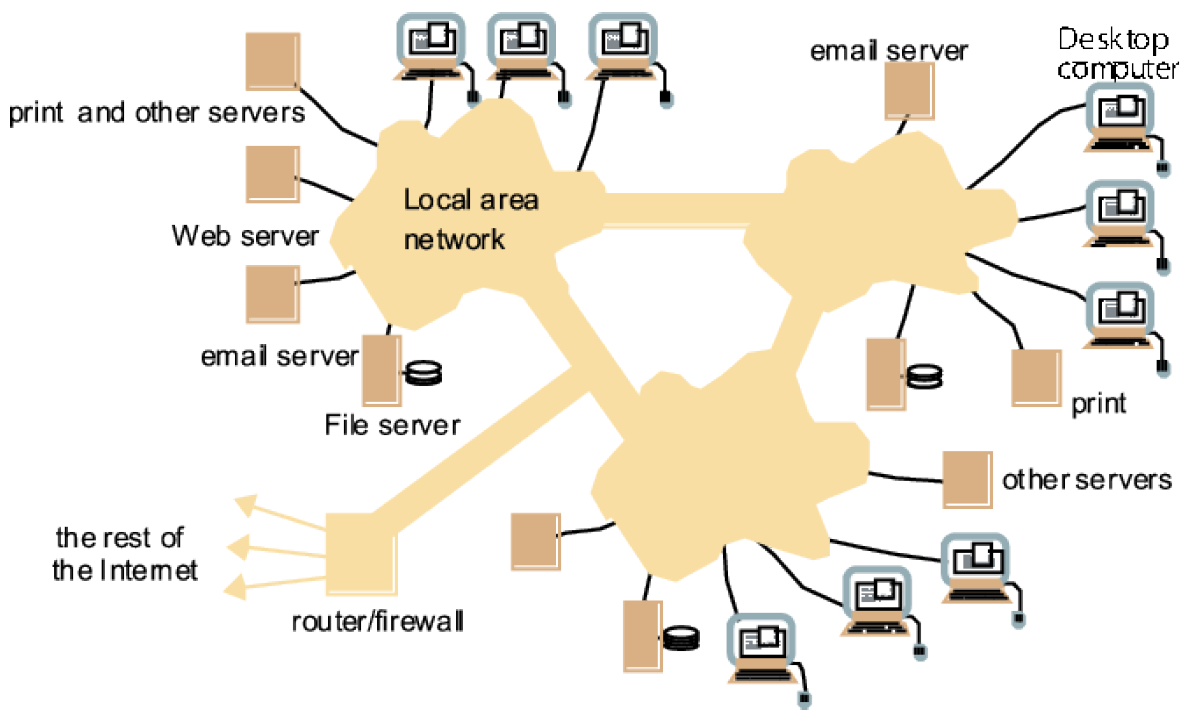 email server
Desktop
computer
print and other servers
Local area
network
Web server
email server
File server
print
other servers
the rest of
the Internet
router/firewall